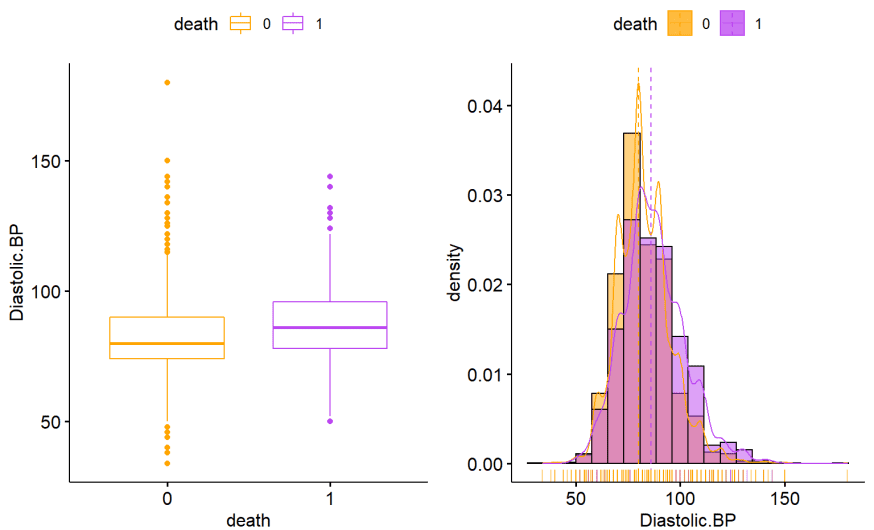 death 0 1
Diastolic.BP
150
100
50
0 1
death
death 0 1
density
0.04
0.03
0.02
0.01
0.00
50 100 150
Diastolic.BP